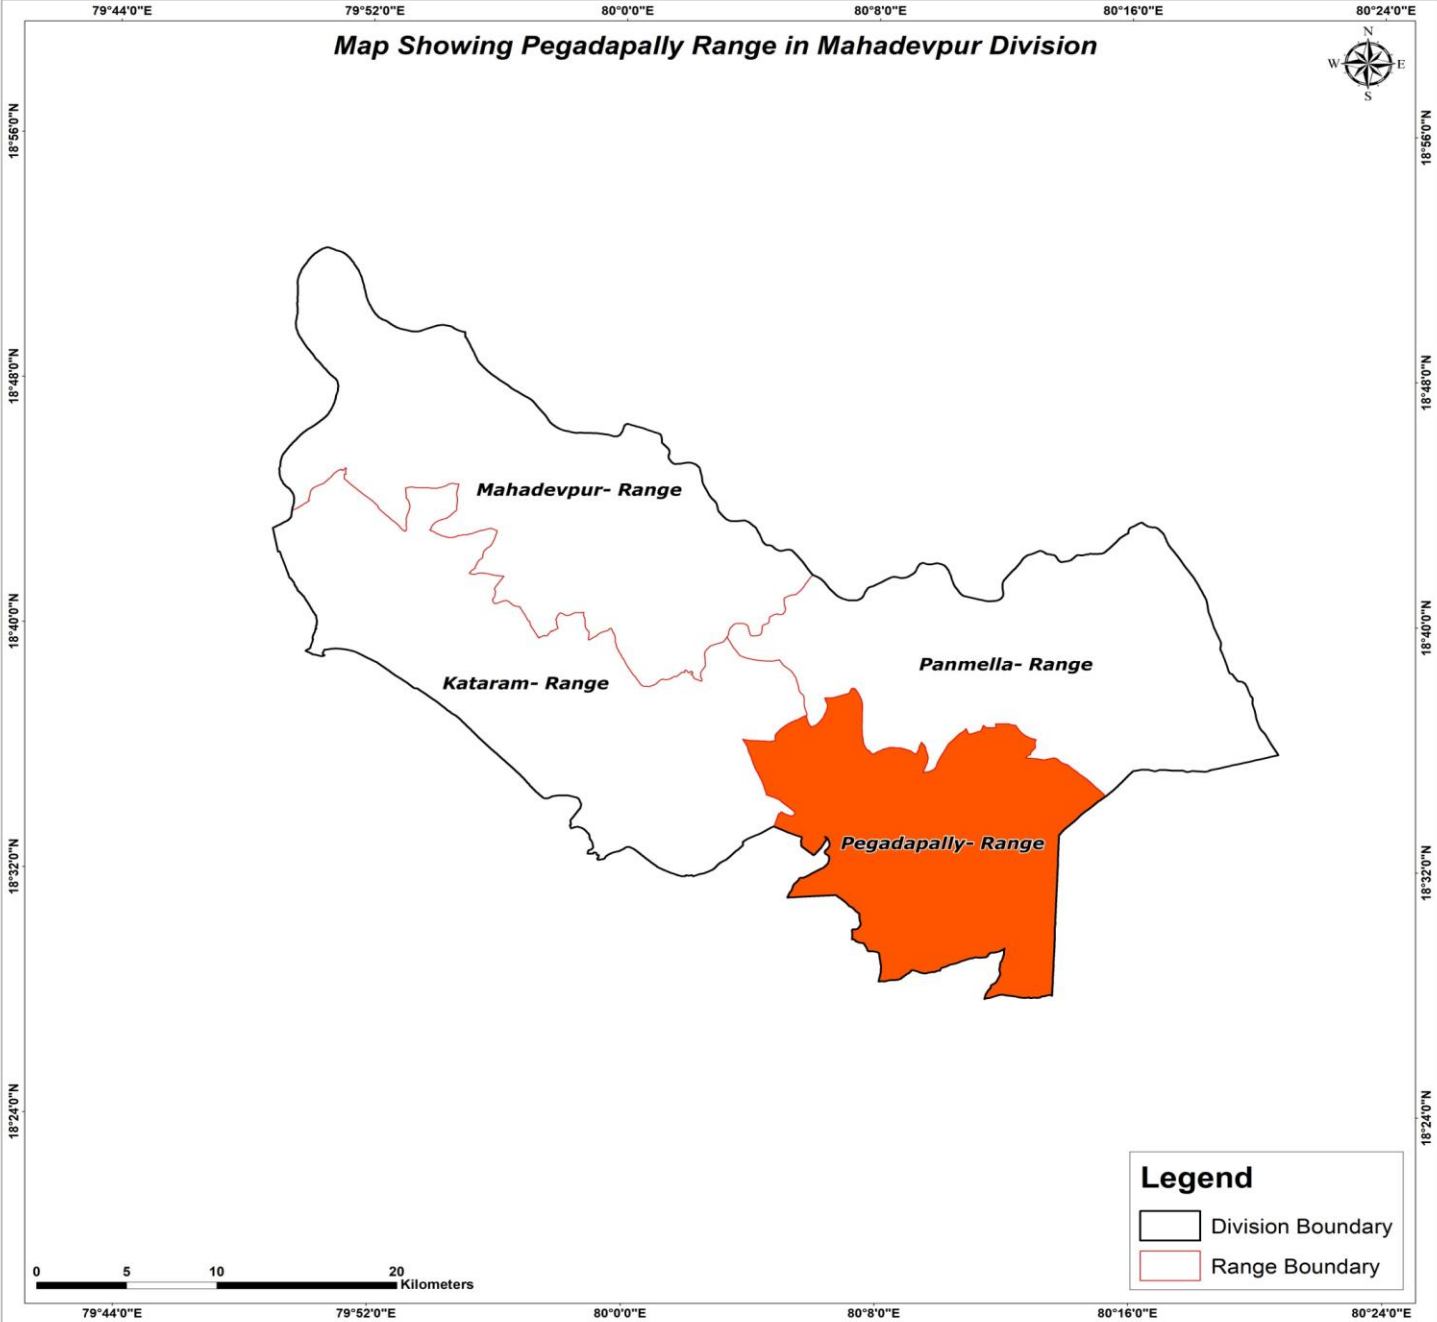 79°44'0"E 79°52'0"E 80°0'0"E 80°8'0"E 80°16'0"E 80°24'0"E
Map Showing Pegadapally Range in Mahadevpur Division
N
W E
S
18°56'0"N 18°56'0"N
18°48'0"N 18°48'0"N
Mahadevpur- Range
18°40'0"N 18°40'0"N
Panmella- Range
Kataram- Range
Pegadapally- Range
18°32'0"N 18°32'0"N
18°24'0"N 18°24'0"N
Legend
Division Boundary
Range Boundary
0 5 10 20
Kilometers
79°44'0"E 79°52'0"E 80°0'0"E 80°8'0"E 80°16'0"E 80°24'0"E